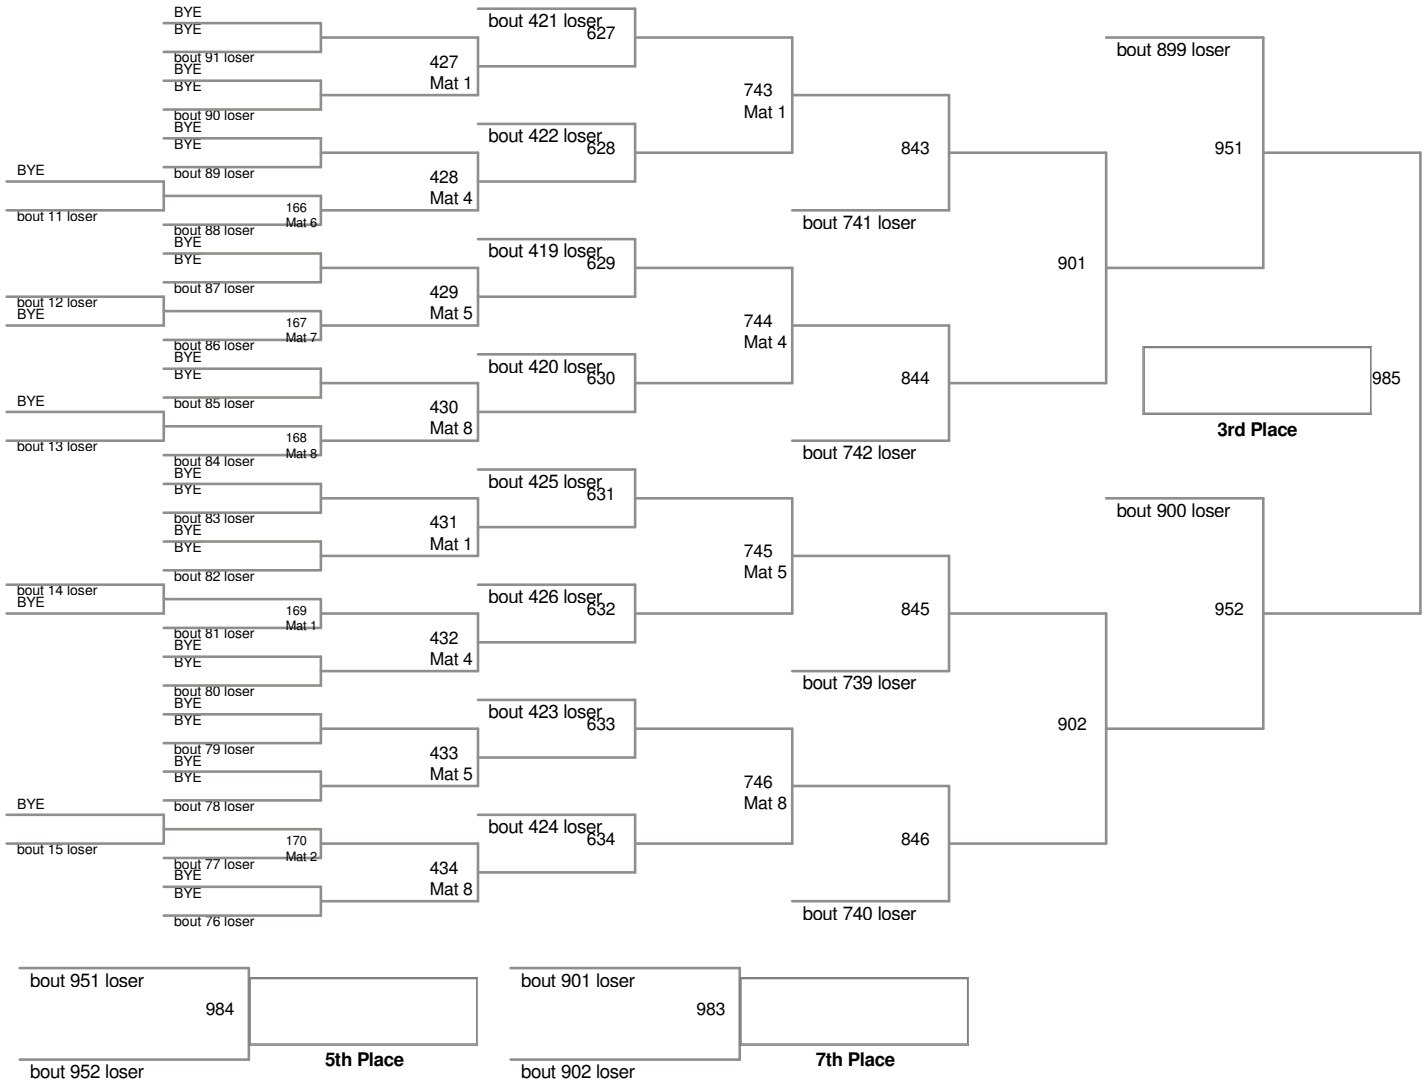 BYE
BYE
bout 91 loser
BYE
BYE
bout 90 loser
BYE
BYE
bout 89 loser
BYE
bout 11 loser
166
Mat 6
bout 88 loser
BYE
BYE
bout 87 loser
bout 12 loser
BYE
167
Mat 7
bout 86 loser
BYE
BYE
bout 85 loser
BYE
bout 13 loser
168
Mat 8
bout 84 loser
BYE
BYE
bout 83 loser
BYE
BYE
bout 82 loser
bout 14 loser
BYE
169
Mat 1
bout 81 loser
BYE
BYE
bout 80 loser
BYE
BYE
bout 79 loser
BYE
BYE
bout 78 loser
BYE
bout 15 loser
170
Mat 2
bout 77 loser
BYE
BYE
bout 76 loser
427
Mat 1
428
Mat 4
429
Mat 5
430
Mat 8
431
Mat 1
432
Mat 4
433
Mat 5
434
Mat 8
bout 421 loser
627
bout 422 loser
628
bout 419 loser
629
bout 420 loser
630
bout 425 loser
631
bout 426 loser
632
bout 423 loser
633
bout 424 loser
634
743
Mat 1
744
Mat 4
745
Mat 5
746
Mat 8
843
bout 741 loser
844
bout 742 loser
845
bout 739 loser
846
bout 740 loser
901
902
bout 899 loser
951
985
3rd Place
bout 900 loser
952
bout 951 loser
984
bout 952 loser
5th Place
bout 901 loser
983
bout 902 loser
7th Place